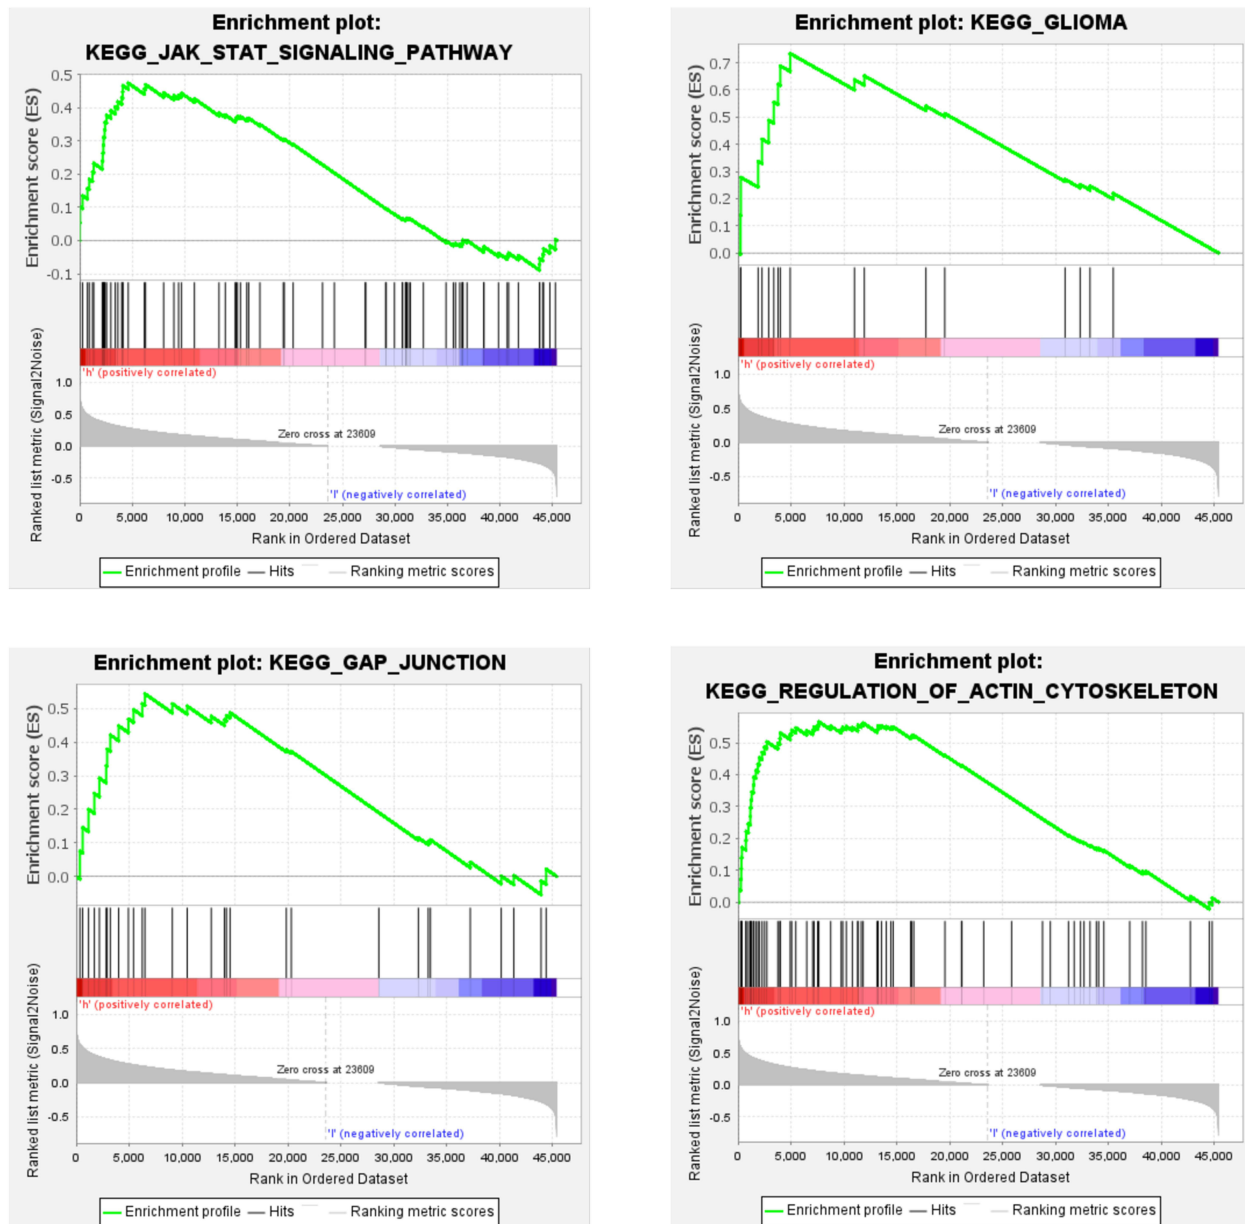 Enrichment plot:
KEGG_JAK_STAT_SIGNALING_PATHWAY
Enrichment score (ES)
0.5
0.4
0.3
0.2
0.1
0.0
-0.1
Ranked list metric (Signal2Noise)
'h' (positively correlated)
1.0
0.5
0.0
-0.5
Zero cross at 23609
'l' (negatively correlated)
0 5,000 10,000 15,000 20,000 25,000 30,000 35,000 40,000 45,000
Rank in Ordered Dataset
Enrichment profile Hits Ranking metric scores
Enrichment plot: KEGG_GLIOMA
Enrichment score (ES)
0.7
0.6
0.5
0.4
0.3
0.2
0.1
0.0
Ranked list metric (Signal2Noise)
'h' (positively correlated)
1.0
0.5
0.0
-0.5
Zero cross at 23609
'l' (negatively correlated)
0 5,000 10,000 15,000 20,000 25,000 30,000 35,000 40,000 45,000
Rank in Ordered Dataset
Enrichment profile Hits Ranking metric scores
Enrichment plot: KEGG_GAP_JUNCTION
Enrichment score (ES)
0.5
0.4
0.3
0.2
0.1
0.0
Ranked list metric (Signal2Noise)
'h' (positively correlated)
1.0
0.5
0.0
-0.5
Zero cross at 23609
'l' (negatively correlated)
0 5,000 10,000 15,000 20,000 25,000 30,000 35,000 40,000 45,000
Rank in Ordered Dataset
Enrichment profile Hits Ranking metric scores
Enrichment plot:
KEGG_REGULATION_OF_ACTIN_CYTOSKELETON
Enrichment score (ES)
0.5
0.4
0.3
0.2
0.1
0.0
Ranked list metric (Signal2Noise)
'h' (positively correlated)
1.0
0.5
0.0
-0.5
Zero cross at 23609
'l' (negatively correlated)
0 5,000 10,000 15,000 20,000 25,000 30,000 35,000 40,000 45,000
Rank in Ordered Dataset
Enrichment profile Hits Ranking metric scores